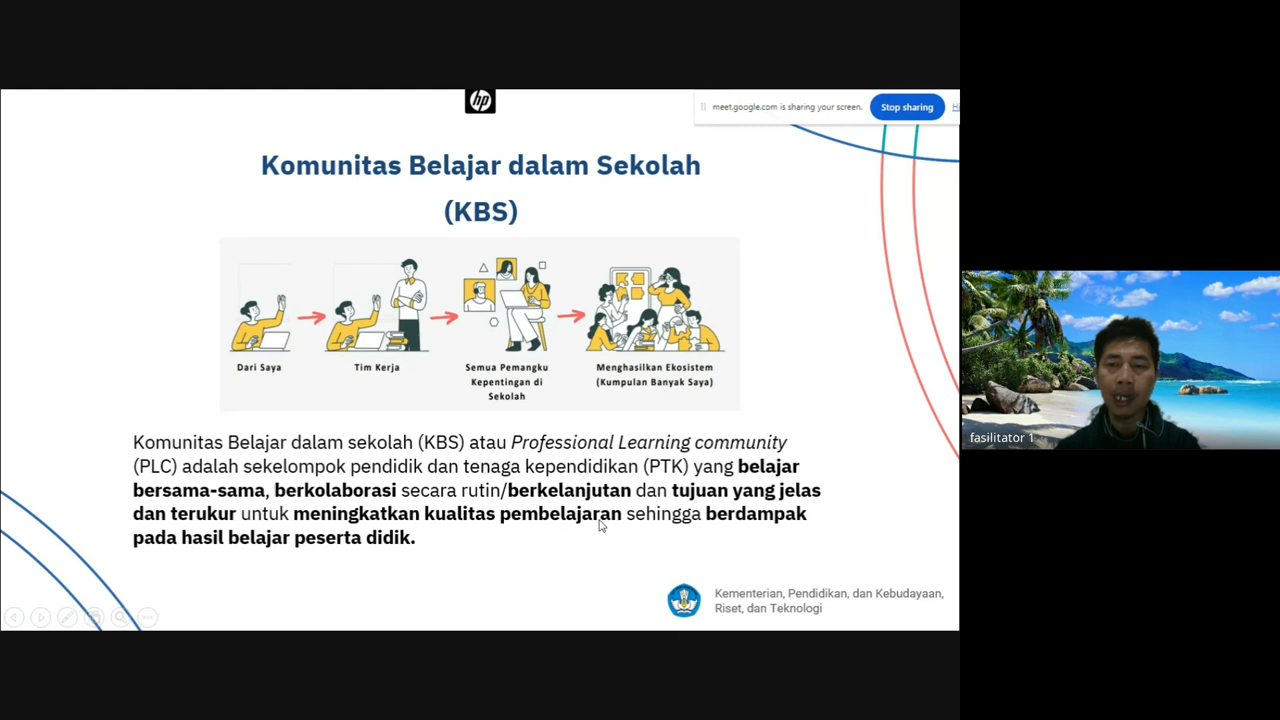 hp
meet.google.com is sharing your screen.
Stop sharing
Komunitas Belajar dalam Sekolah
(KBS)
Dari Saya
Tim Kerja
Semua Pemangku
Kepentingan di
Sekolah
Menghasilkan Ekosistem
(Kumpulan Banyak Saya)
Komunitas Belajar dalam sekolah (KBS) atau Professional Learning community
(PLC) adalah sekelompok pendidik dan tenaga kependidikan (PTK) yang belajar
bersama-sama, berkolaborasi secara rutin/berkelanjutan dan tujuan yang jelas
dan terukur untuk meningkatkan kualitas pembelajaran sehingga berdampak
pada hasil belajar peserta didik.
Kementerian, Pendidikan, dan Kebudayaan,
Riset, dan Teknologi
fasilitator 1